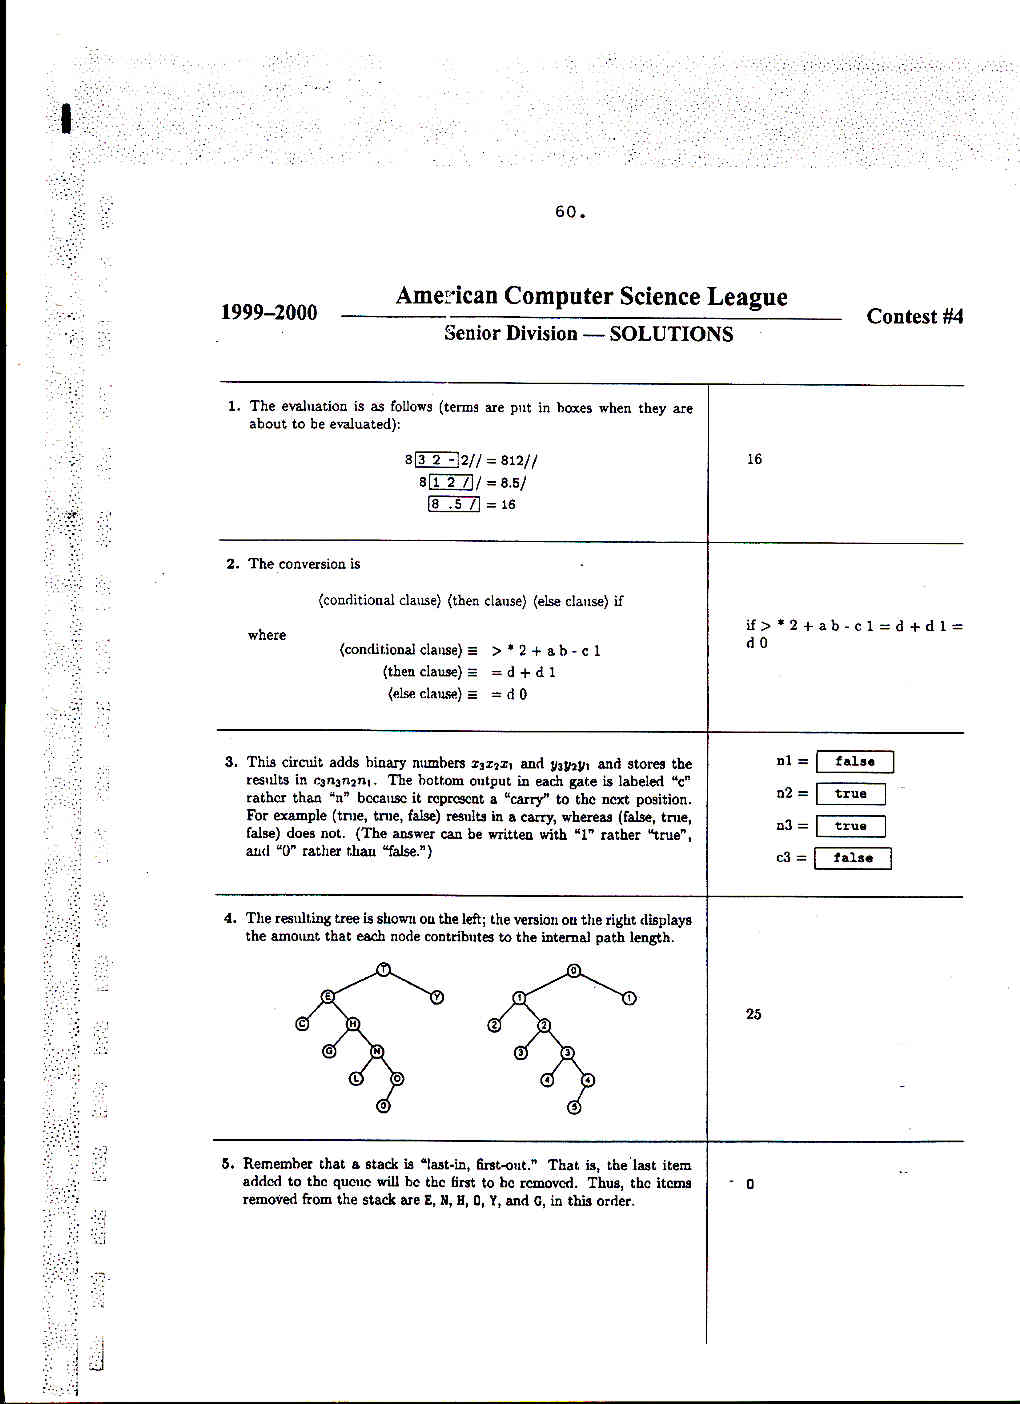 60.
American Computer Science League
1999–2000
Contest #4
Senior Division — SOLUTIONS
1. The evaluation is as follows (terms are put in boxes when they are
about to be evaluated):
8 3 2 - 2// = 812//
8 1 2 / / = 8.5/
8 .5 / = 16
16
2. The conversion is
⟨conditional clause⟩ ⟨then clause⟩ ⟨else clause⟩ if
where
⟨conditional clause⟩ ≡ > * 2 + a b - c 1
⟨then clause⟩ ≡ = d + d 1
⟨else clause⟩ ≡ = d 0
if > * 2 + a b - c 1 = d + d 1 =
d 0
3. This circuit adds binary numbers x₃x₂x₁ and y₃y₂y₁ and stores the
results in c₃n₃n₂n₁. The bottom output in each gate is labeled “c”
rather than “n” because it represent a “carry” to the next position.
For example (true, true, false) results in a carry, whereas (false, true,
false) does not. (The answer can be written with “1” rather “true”,
and “0” rather than “false.”)
n1 = false
n2 = true
n3 = true
c3 = false
4. The resulting tree is shown on the left; the version on the right displays
the amount that each node contributes to the internal path length.
T 0
E Y 1 1
C H 2 2
G N 3 3
L O 4 4
O 5
25
5. Remember that a stack is “last-in, first-out.” That is, the last item
added to the queue will be the first to be removed. Thus, the items
removed from the stack are E, N, H, O, Y, and G, in this order.
O